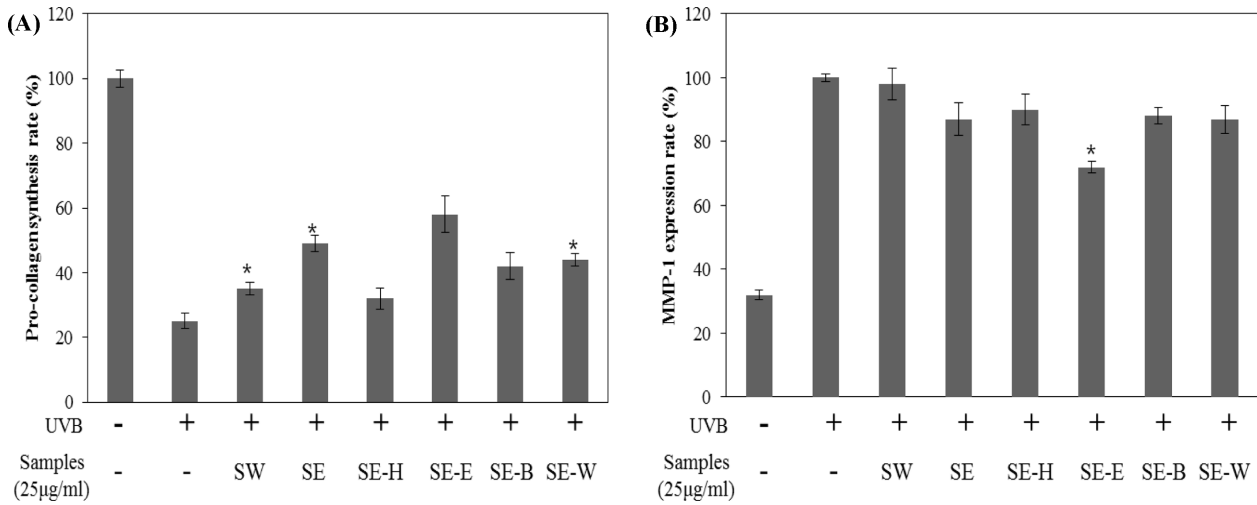 (A)
Pro-collagensynthesis rate (%)
120
100
80
60
40
20
0
* * *
UVB - + + + + + + +
Samples
(25μg/ml) - - SW SE SE-H SE-E SE-B SE-W
(B)
MMP-1 expression rate (%)
120
100
80
60
40
20
0
*
UVB - + + + + + + +
Samples
(25μg/ml) - - SW SE SE-H SE-E SE-B SE-W